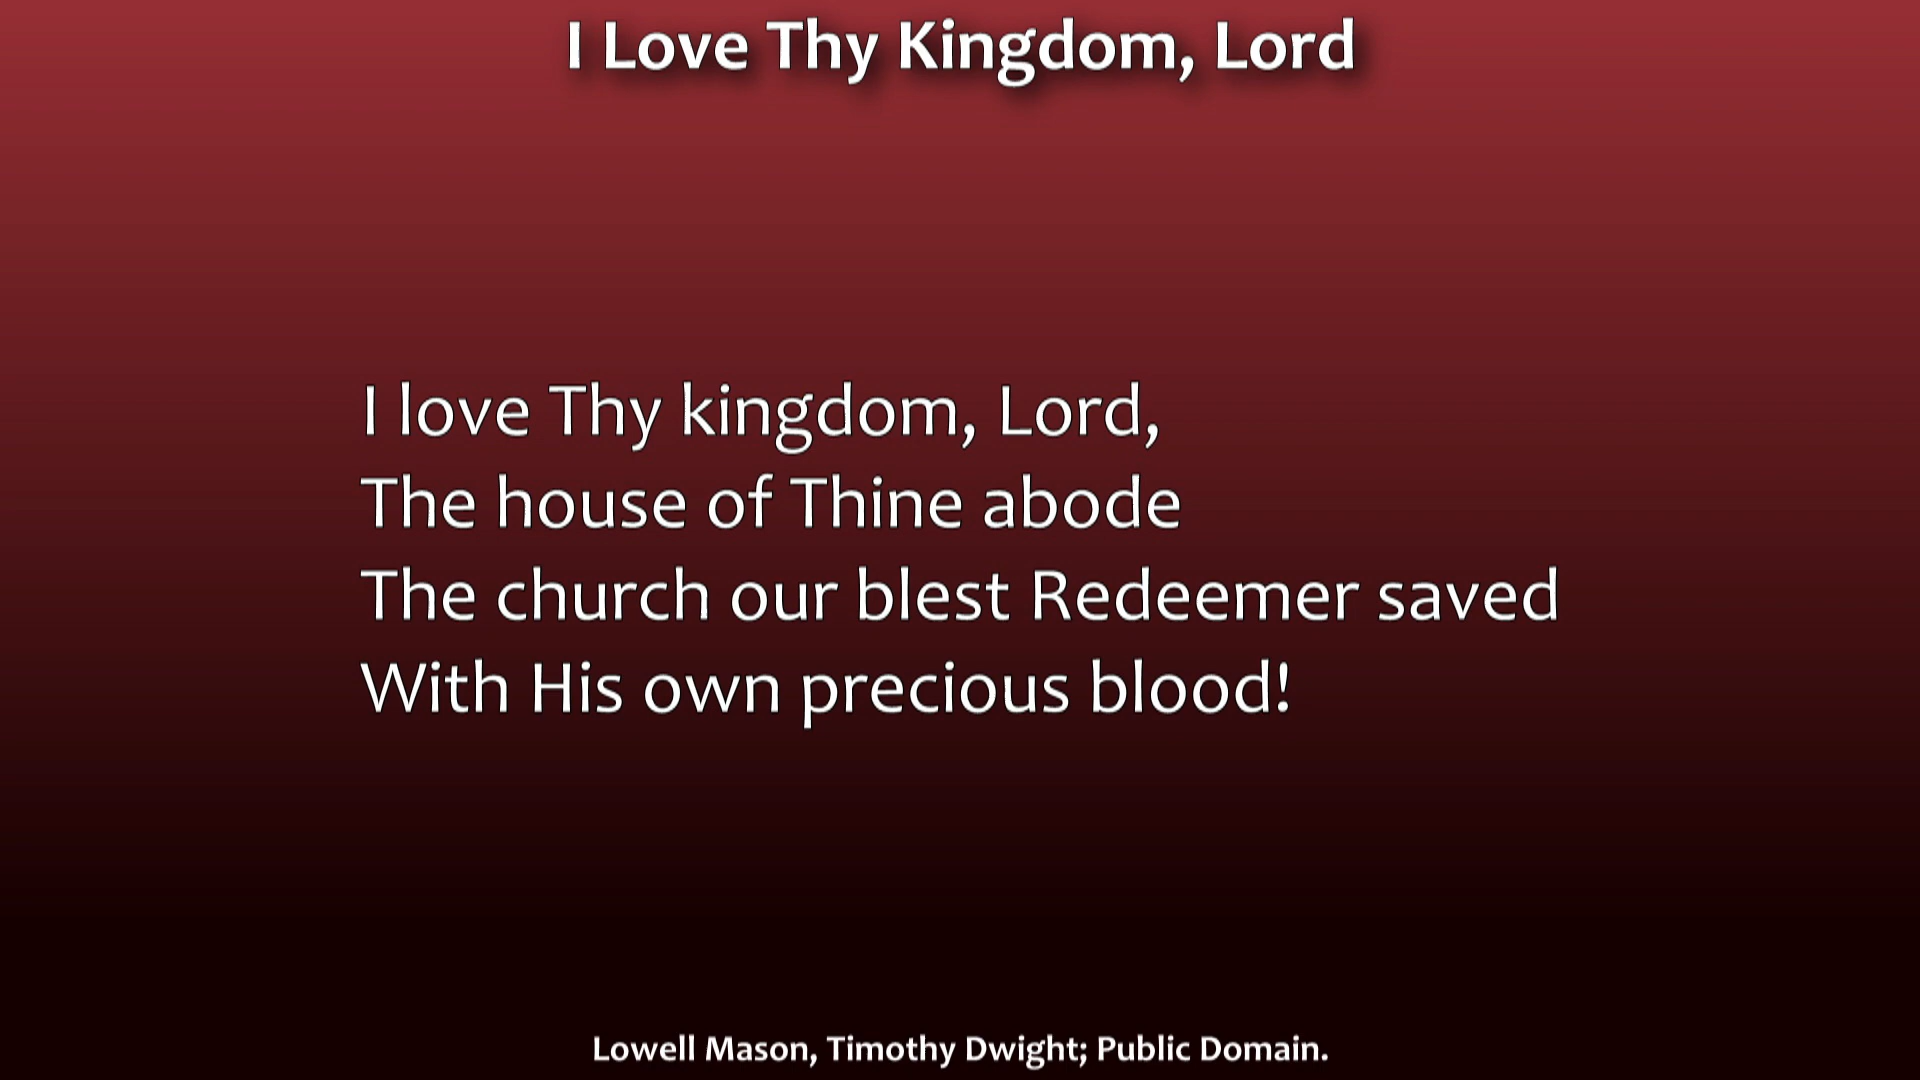 I Love Thy Kingdom, Lord
I love Thy kingdom, Lord,
The house of Thine abode
The church our blest Redeemer saved
With His own precious blood!
Lowell Mason, Timothy Dwight; Public Domain.